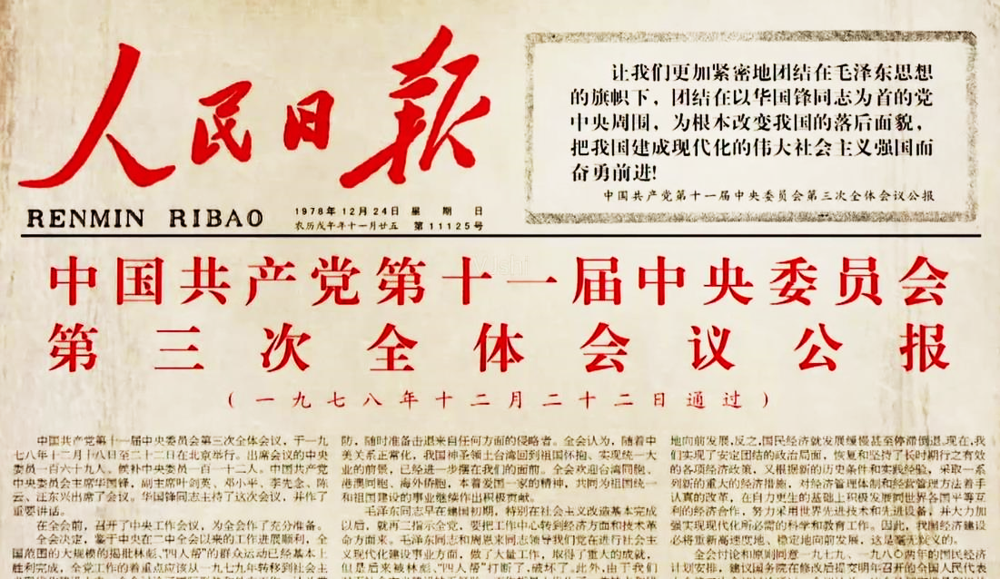 人民日报
RENMIN RIBAO
1978年12月24日 星期日
农历戊午年十一月廿五 第11125号
让我们更加紧密地团结在毛泽东思想
的旗帜下，团结在以华国锋同志为首的党
中央周围，为根本改变我国的落后面貌，
把我国建成现代化的伟大社会主义强国而
奋勇前进!
中国共产党第十一届中央委员会第三次全体会议公报
中国共产党第十一届中央委员会
第三次全体会议公报
(一九七八年十二月二十二日通过)
中国共产党第十一届中央委员会第三次全体会议，于一九
七八年十二月十八日至二十二日在北京举行。出席会议的中央
委员一百六十九人，候补中央委员一百一十二人。中国共产党
中央委员会主席华国锋，副主席叶剑英、邓小平、李先念、陈
云、汪东兴出席了会议。华国锋同志主持了这次会议，并作了
重要讲话。
在全会前，召开了中央工作会议，为全会作了充分准备。
全会决定，鉴于中央在二中全会以来的工作进展顺利，全
国范围的大规模的揭批林彪、"四人帮"的群众运动已经基本上
胜利完成，全党工作的着重点应该从一九七九年转移到社会主
防，随时准备击退来自任何方面的侵略者。全会认为，随着中
美关系正常化，我国神圣领土台湾回到祖国怀抱、实现统一大
业的前景，已经进一步摆在我们的面前。全会欢迎台湾同胞、
港澳同胞、海外侨胞，本着爱国一家的精神，共同为祖国统一
和祖国建设的事业继续作出积极贡献。
毛泽东同志早在建国初期，特别在社会主义改造基本完成
以后，就再三指示全党，要把工作中心转到经济方面和技术革
命方面来。毛泽东同志和周恩来同志领导我们党在进行社会主
义现代化建设事业方面，做了大量工作，取得了重大的成就，
但是后来被林彪、"四人帮"打断了，破坏了。此外，由于我们
地向前发展，反之，国民经济就发展缓慢甚至停滞倒退。现在，我
们实现了安定团结的政治局面，恢复和坚持了长时期行之有效
的各项经济政策，又根据新的历史条件和实践经验，采取一系
列新的重大的经济措施，对经济管理体制和经营管理方法着手
认真的改革，在自力更生的基础上积极发展同世界各国平等互
利的经济合作，努力采用世界先进技术和先进设备，并大力加
强实现现代化所必需的科学和教育工作。因此，我国经济建设
必将重新高速度地、稳定地向前发展，这是毫无疑义的。
全会讨论和原则同意一九七九、一九八〇两年的国民经济
计划安排，建议国务院在修改后提交明年召开的全国人民代表